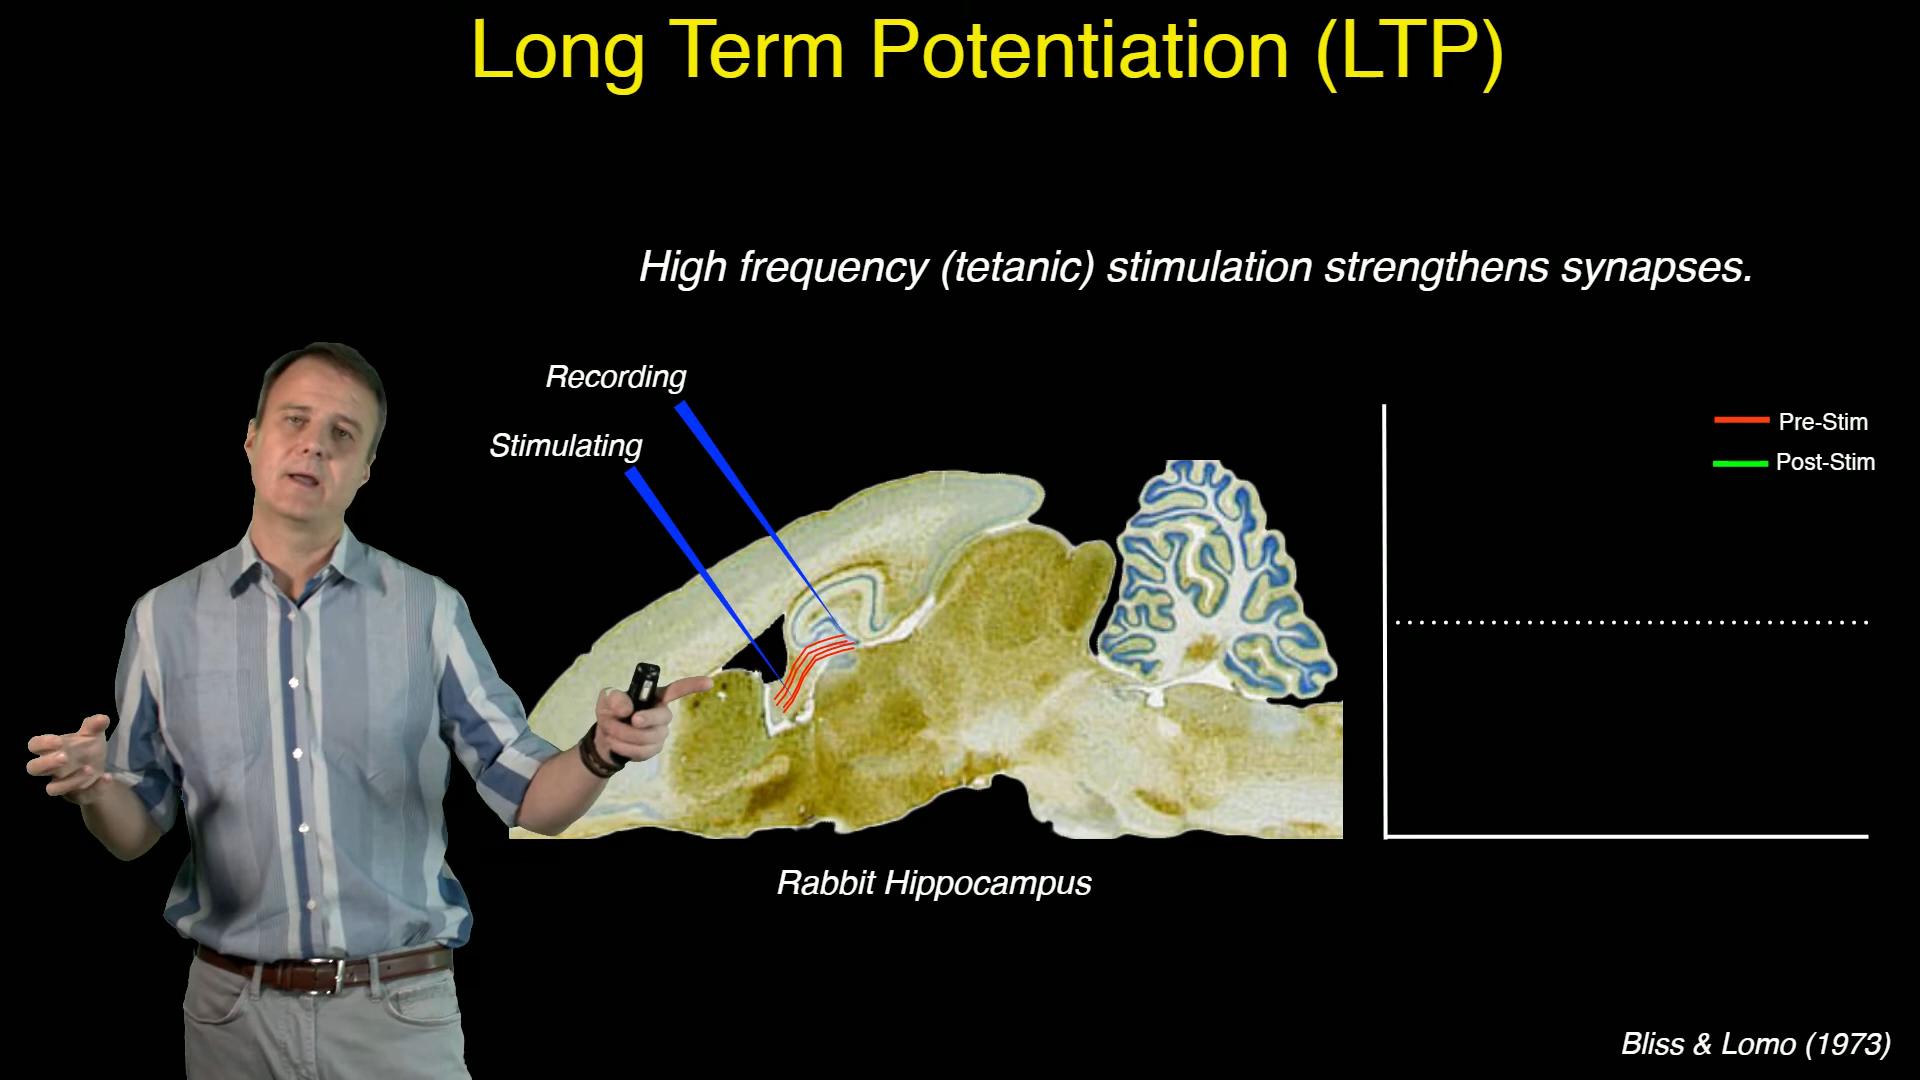 Long Term Potentiation (LTP)
High frequency (tetanic) stimulation strengthens synapses.
Recording
Stimulating
Pre-Stim
Post-Stim
Rabbit Hippocampus
Bliss & Lomo (1973)